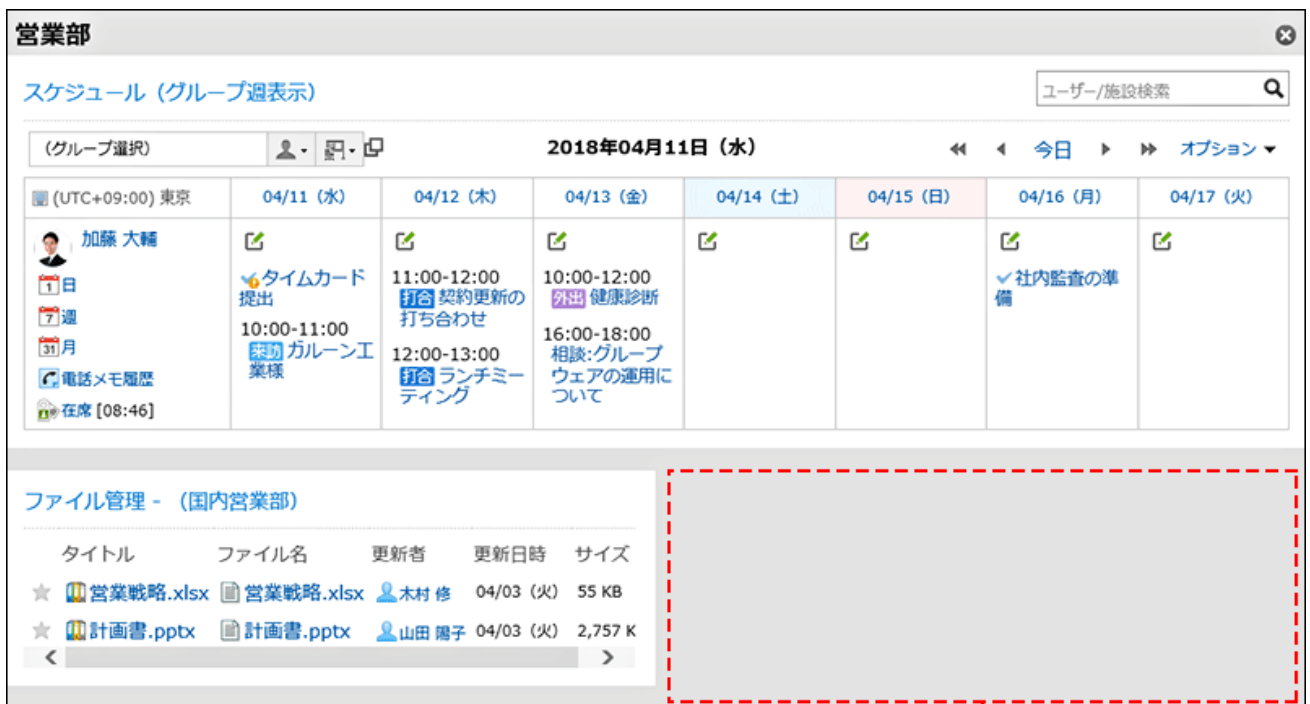 営業部
スケジュール（グループ週表示）
ユーザー/施設検索
（グループ選択）
2018年04月11日（水）
今日
オプション
(UTC+09:00) 東京
04/11（水）
04/12（木）
04/13（金）
04/14（土）
04/15（日）
04/16（月）
04/17（火）
加藤 大輔
1日
7週
31月
電話メモ履歴
在席 [08:46]
タイムカード
提出
10:00-11:00
来訪 ガルーン工
業様
11:00-12:00
打合 契約更新の
打ち合わせ
12:00-13:00
打合 ランチミー
ティング
10:00-12:00
外出 健康診断
16:00-18:00
相談:グループ
ウェアの運用に
ついて
社内監査の準
備
ファイル管理 - （国内営業部）
タイトル ファイル名 更新者 更新日時 サイズ
営業戦略.xlsx 営業戦略.xlsx 木村 修 04/03（火） 55 KB
計画書.pptx 計画書.pptx 山田 陽子 04/03（火） 2,757 K